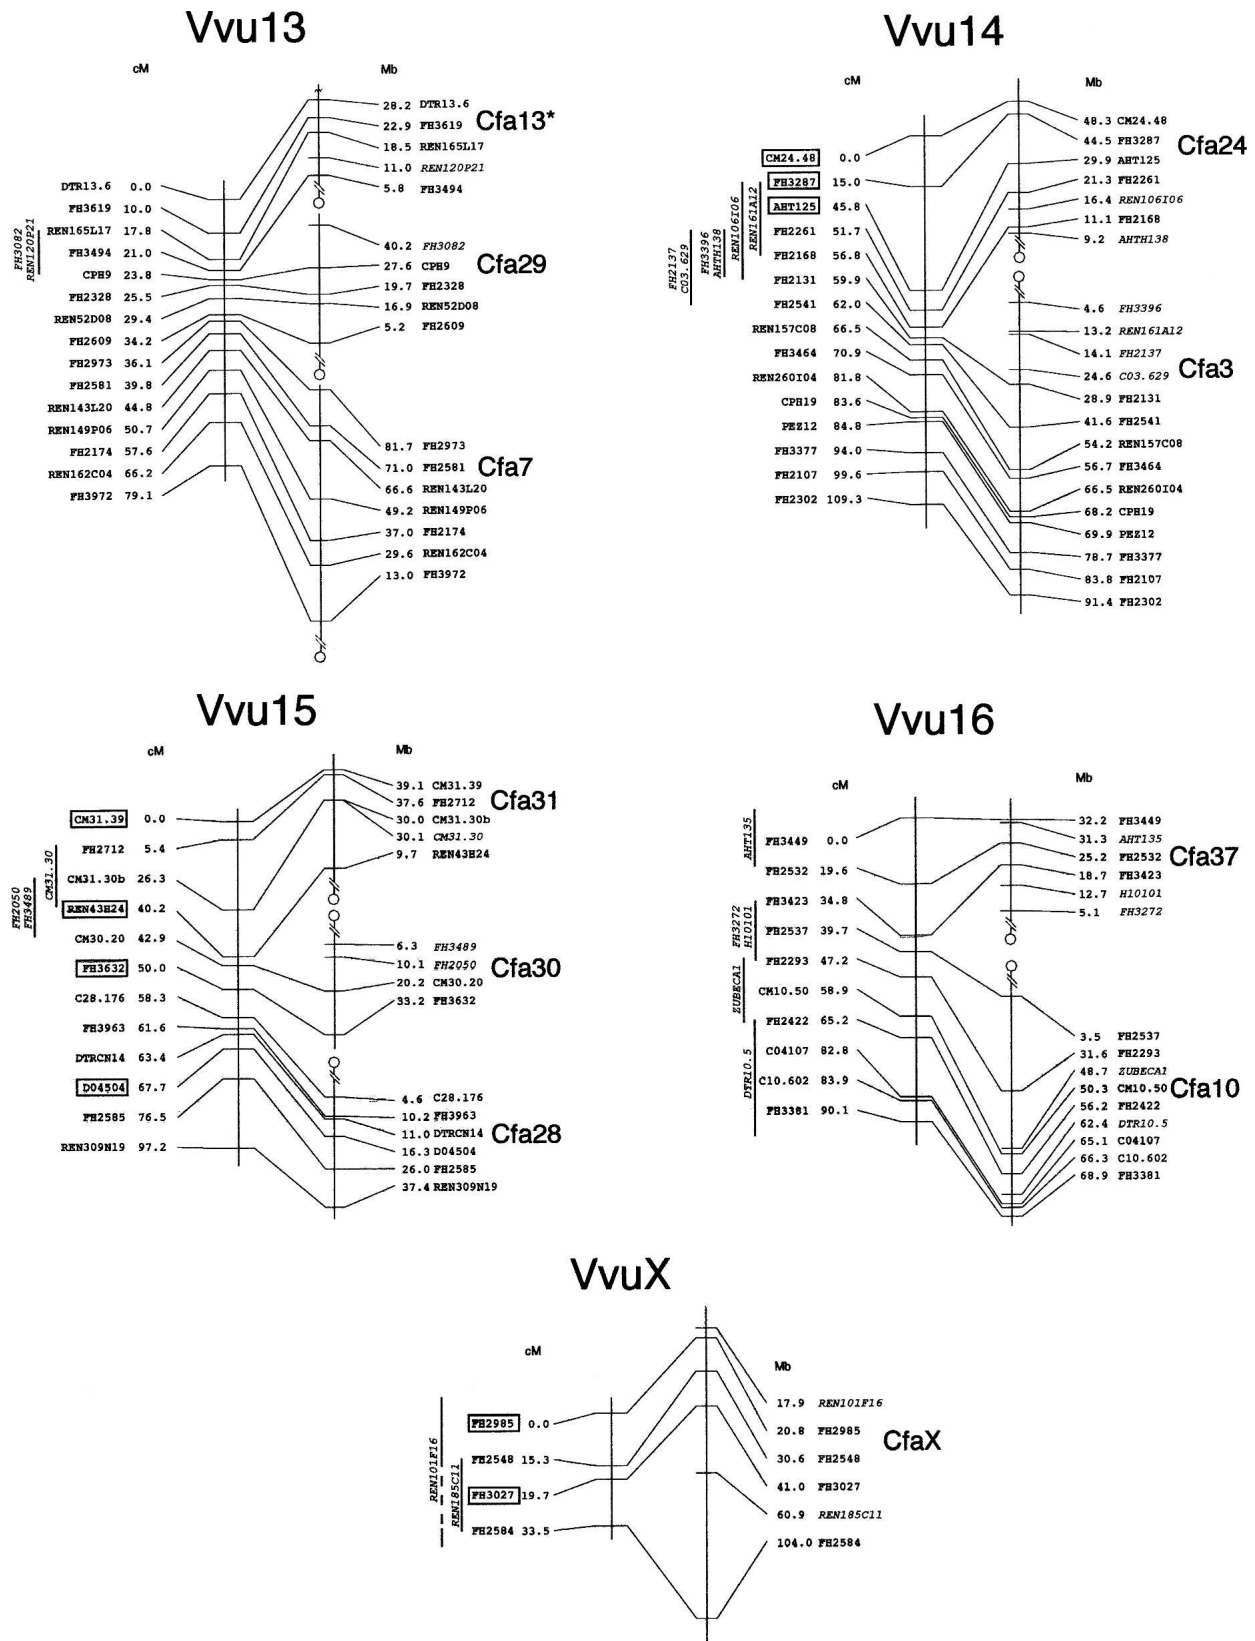 Vvu13
cM
Mb
28.2 DTR13.6
22.9 FH3619
Cfa13*
18.5 REN165L17
11.0 REN120P21
5.8 FH3494
DTR13.6 0.0
FH3619 10.0
REN165L17 17.8
FH3494 21.0
CPH9 23.8
FH2328 25.5
REN52D08 29.4
FH2609 34.2
FH2973 36.1
FH2581 39.8
REN143L20 44.8
REN149P06 50.7
FH2174 57.6
REN162C04 66.2
FH3972 79.1
FH3082
REN120P21
40.2 FH3082
27.6 CPH9
Cfa29
19.7 FH2328
16.9 REN52D08
5.2 FH2609
81.7 FH2973
71.0 FH2581
Cfa7
66.6 REN143L20
49.2 REN149P06
37.0 FH2174
29.6 REN162C04
13.0 FH3972
Vvu14
cM
Mb
CM24.48 0.0
FH3287 15.0
AHT125 45.8
FH2261 51.7
FH2168 56.8
FH2131 59.9
FH2541 62.0
REN157C08 66.5
FH3464 70.9
REN260I04 81.8
CPH19 83.6
PEZ12 84.8
FH3377 94.0
FH2107 99.6
FH2302 109.3
FH2137
C03.629
FH3396
AHTH138
REN106I06
REN161A12
48.3 CM24.48
44.5 FH3287
Cfa24
29.9 AHT125
21.3 FH2261
16.4 REN106I06
11.1 FH2168
9.2 AHTH138
4.6 FH3396
13.2 REN161A12
14.1 FH2137
Cfa3
24.6 C03.629
28.9 FH2131
41.6 FH2541
54.2 REN157C08
56.7 FH3464
66.5 REN260I04
68.2 CPH19
69.9 PEZ12
78.7 FH3377
83.8 FH2107
91.4 FH2302
Vvu15
cM
Mb
CM31.39 0.0
FH2712 5.4
CM31.30b 26.3
REN43H24 40.2
CM30.20 42.9
FH3632 50.0
C28.176 58.3
FH3963 61.6
DTRCN14 63.4
D04504 67.7
FH2585 76.5
REN309N19 97.2
FH2050
FH3489
CM31.30
39.1 CM31.39
37.6 FH2712
Cfa31
30.0 CM31.30b
30.1 CM31.30
9.7 REN43H24
6.3 FH3489
10.1 FH2050
Cfa30
20.2 CM30.20
33.2 FH3632
4.6 C28.176
10.2 FH3963
11.0 DTRCN14
Cfa28
16.3 D04504
26.0 FH2585
37.4 REN309N19
Vvu16
cM
Mb
FH3449 0.0
FH2532 19.6
FH3423 34.8
FH2537 39.7
FH2293 47.2
CM10.50 58.9
FH2422 65.2
C04107 82.8
C10.602 83.9
FH3381 90.1
AHT135
FH3272
H10101
ZUBECA1
DTR10.5
32.2 FH3449
31.3 AHT135
25.2 FH2532
Cfa37
18.7 FH3423
12.7 H10101
5.1 FH3272
3.5 FH2537
31.6 FH2293
48.7 ZUBECA1
50.3 CM10.50
Cfa10
56.2 FH2422
62.4 DTR10.5
65.1 C04107
66.3 C10.602
68.9 FH3381
VvuX
cM
Mb
FH2985 0.0
FH2548 15.3
FH3027 19.7
FH2584 33.5
REN101F16
REN185C11
17.9 REN101F16
20.8 FH2985
CfaX
30.6 FH2548
41.0 FH3027
60.9 REN185C11
104.0 FH2584